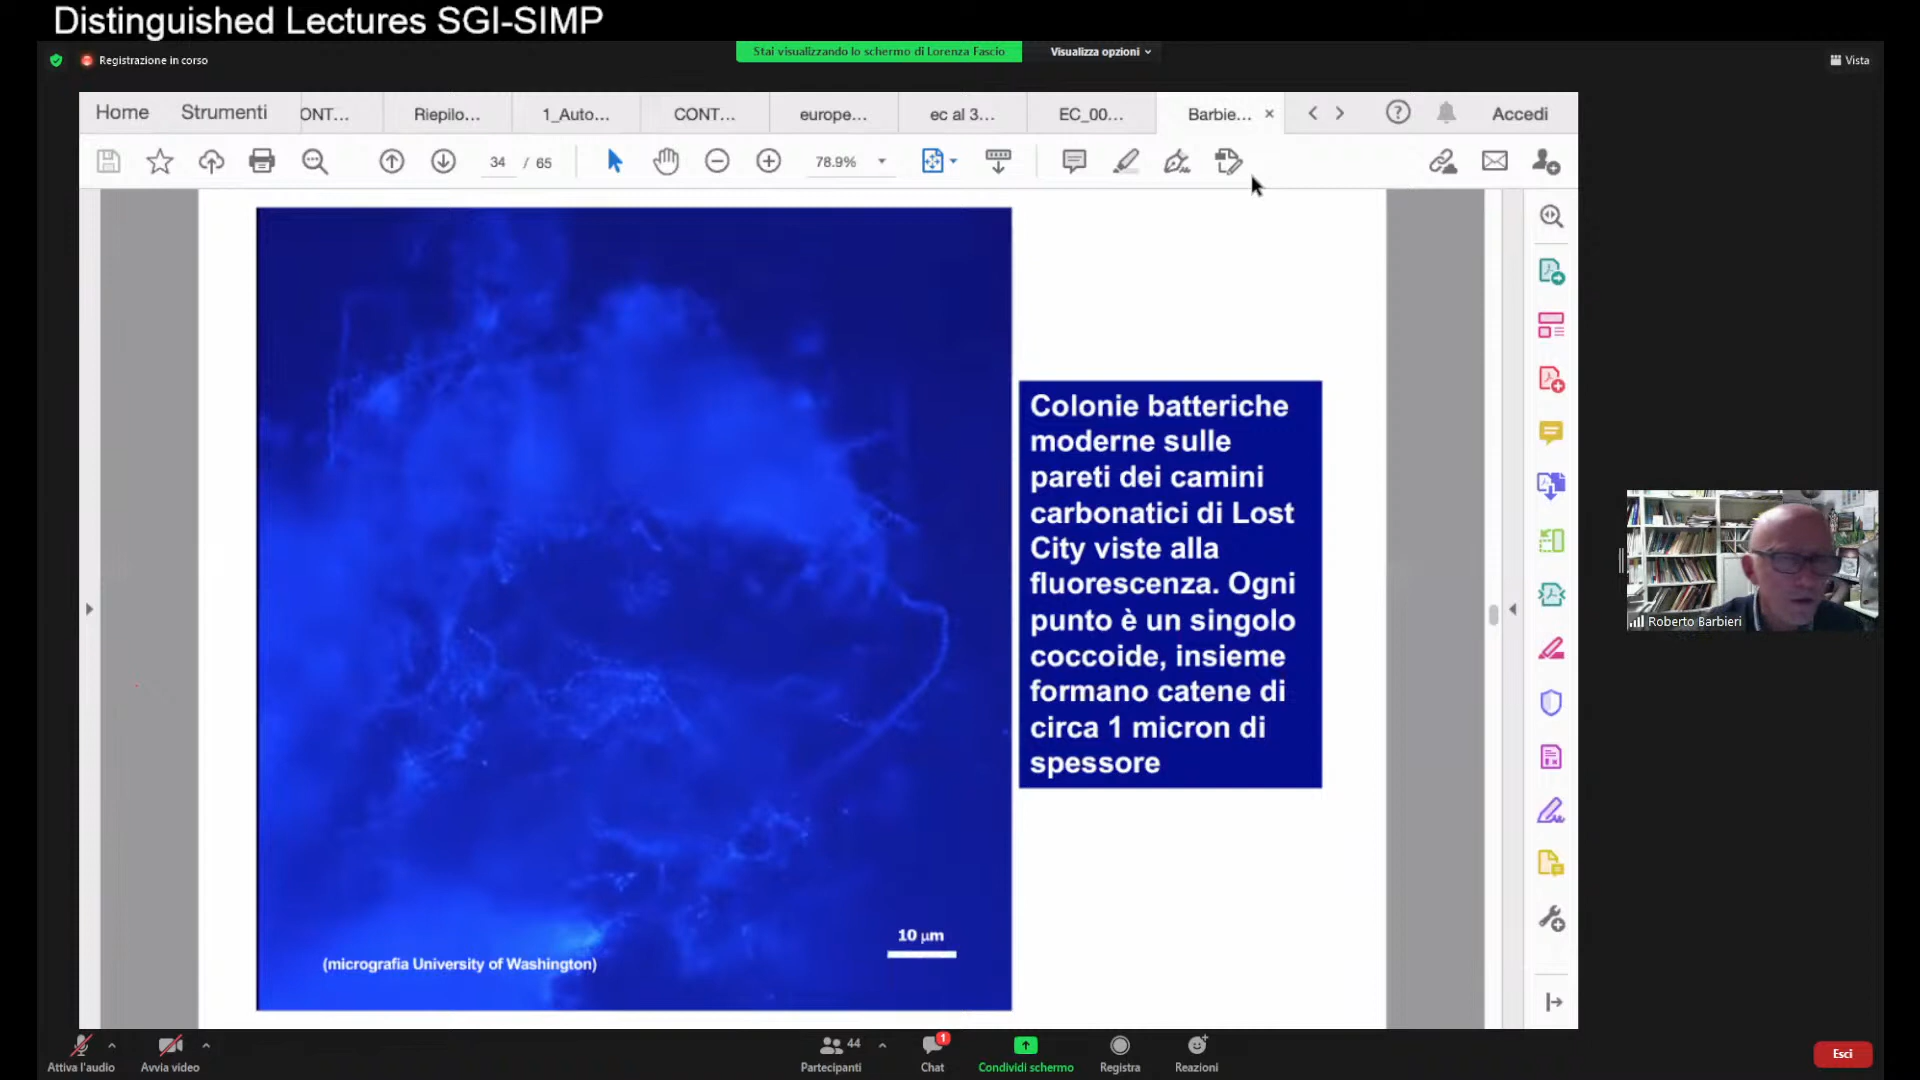 Distinguished Lectures SGI-SIMP
Stai visualizzando lo schermo di Lorenza Fascio
Visualizza opzioni
Registrazione in corso
Vista
Home
Strumenti
ONT...
Riepilo...
1_Auto...
CONT...
europe...
ec al 3...
EC_00...
Barbie...
Accedi
34 / 65
78.9%
Colonie batteriche
moderne sulle
pareti dei camini
carbonatici di Lost
City viste alla
fluorescenza. Ogni
punto è un singolo
coccoide, insieme
formano catene di
circa 1 micron di
spessore
10 µm
(micrografia University of Washington)
Roberto Barbieri
Attiva l'audio
Avvia video
44
Partecipanti
1
Chat
Condividi schermo
Registra
Reazioni
Esci